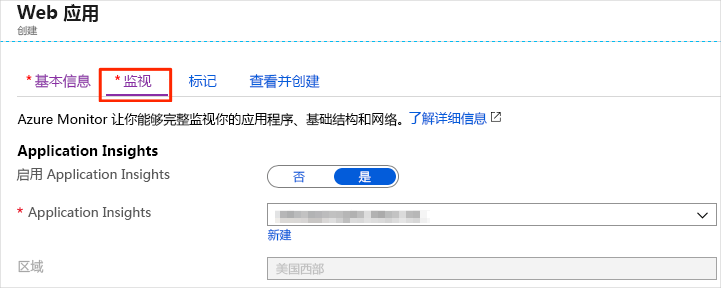 Web 应用
创建
* 基本信息 * 监视 标记 查看并创建
Azure Monitor 让你能够完整监视你的应用程序、基础结构和网络。了解详细信息
Application Insights
启用 Application Insights 否 是
* Application Insights
新建
区域 美国西部